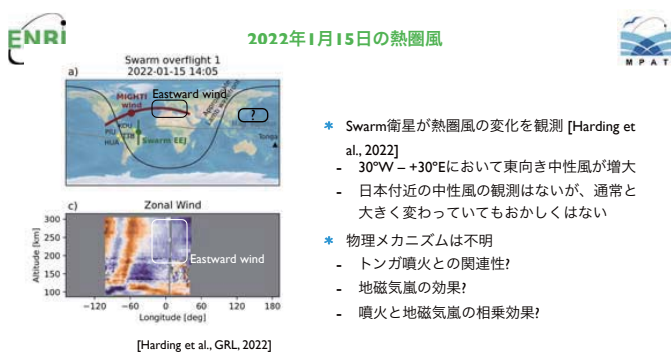 ENRI
2022年1月15日の熱圏風
MPAT
Swarm overflight 1
2022-01-15 14:05
a)
MIGHTI
wind
Eastward wind
?
Swarm EEJ
PIU
HUA
Tonga
c)
Zonal Wind
Altitude [km]
300
250
200
150
100
Eastward wind
−120 −60 0 60 120 180
Longitude [deg]
[Harding et al., GRL, 2022]
* Swarm衛星が熱圏風の変化を観測 [Harding et
al., 2022]
- 30°W – +30°Eにおいて東向き中性風が増大
- 日本付近の中性風の観測はないが、通常と
大きく変わっていてもおかしくはない
* 物理メカニズムは不明
- トンガ噴火との関連性?
- 地磁気嵐の効果?
- 噴火と地磁気嵐の相乗効果?